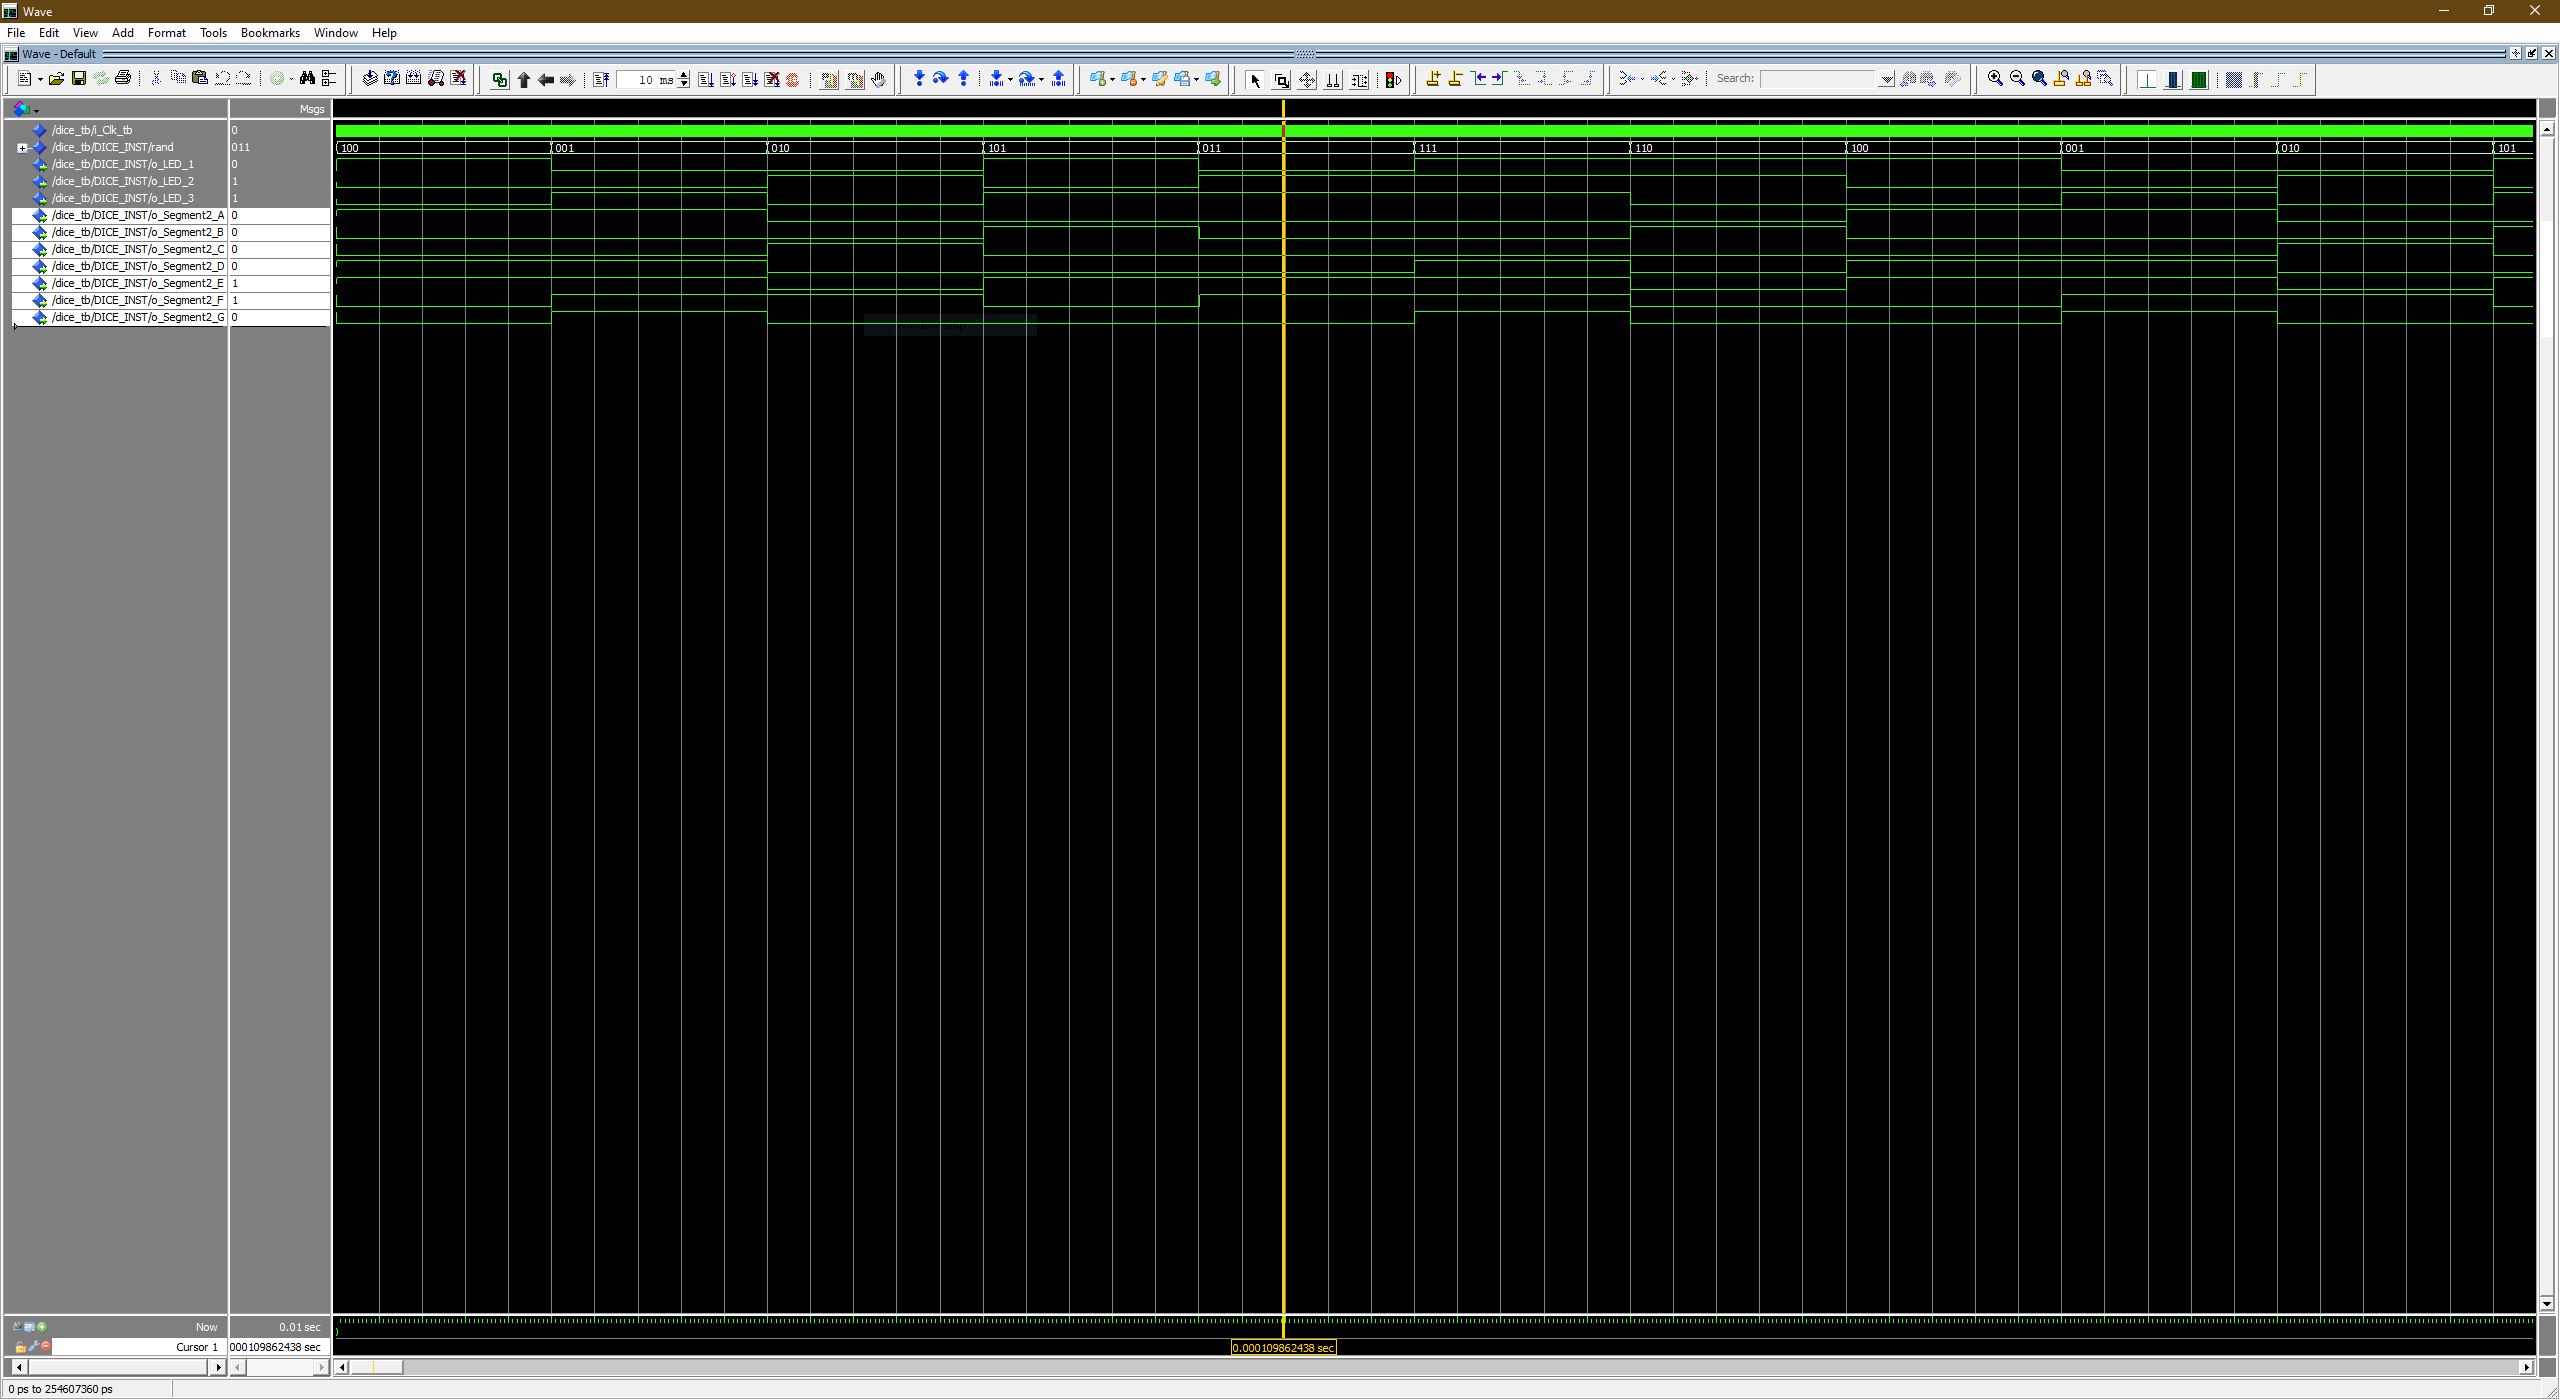 Wave
File Edit View Add Format Tools Bookmarks Window Help
Wave - Default
10 ms Search:
Msgs
/dice_tb/i_Clk_tb 0
/dice_tb/DICE_INST/rand 011 100 001 010 101 011 111 110 100 001 010 101
/dice_tb/DICE_INST/o_LED_1 0
/dice_tb/DICE_INST/o_LED_2 1
/dice_tb/DICE_INST/o_LED_3 1
/dice_tb/DICE_INST/o_Segment2_A 0
/dice_tb/DICE_INST/o_Segment2_B 0
/dice_tb/DICE_INST/o_Segment2_C 0
/dice_tb/DICE_INST/o_Segment2_D 0
/dice_tb/DICE_INST/o_Segment2_E 1
/dice_tb/DICE_INST/o_Segment2_F 1
/dice_tb/DICE_INST/o_Segment2_G 0
Now 0.01 sec
Cursor 1 000109862438 sec 0.000109862438 sec
0 ps to 254607360 ps